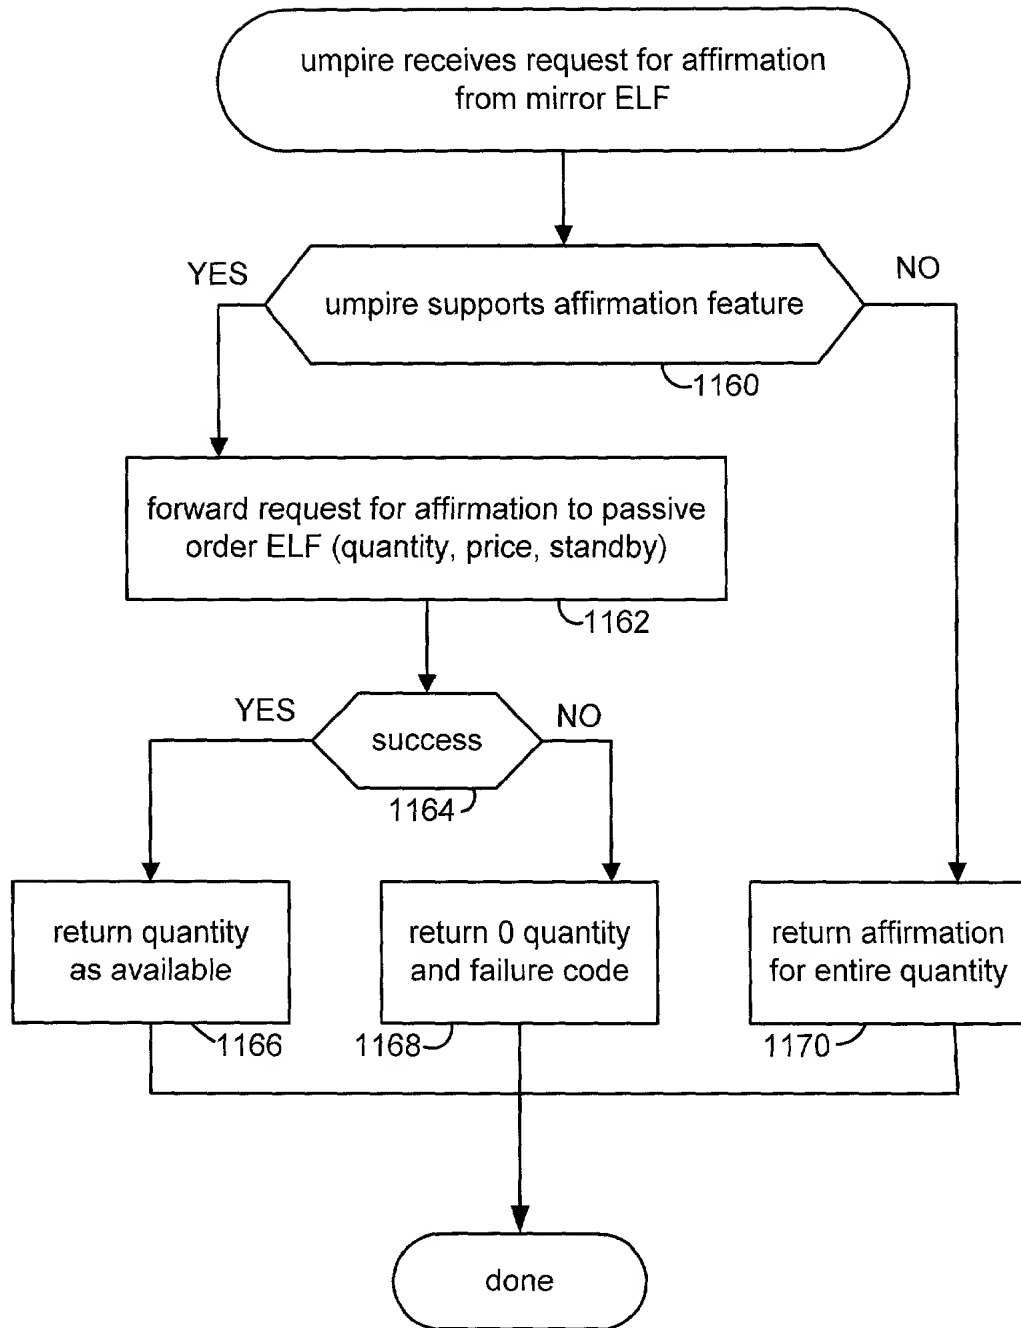 umpire receives request for affirmation
from mirror ELF
YES
NO
umpire supports affirmation feature
1160
forward request for affirmation to passive
order ELF (quantity, price, standby)
1162
YES
NO
success
1164
return quantity
as available
1166
return 0 quantity
and failure code
1168
return affirmation
for entire quantity
1170
done